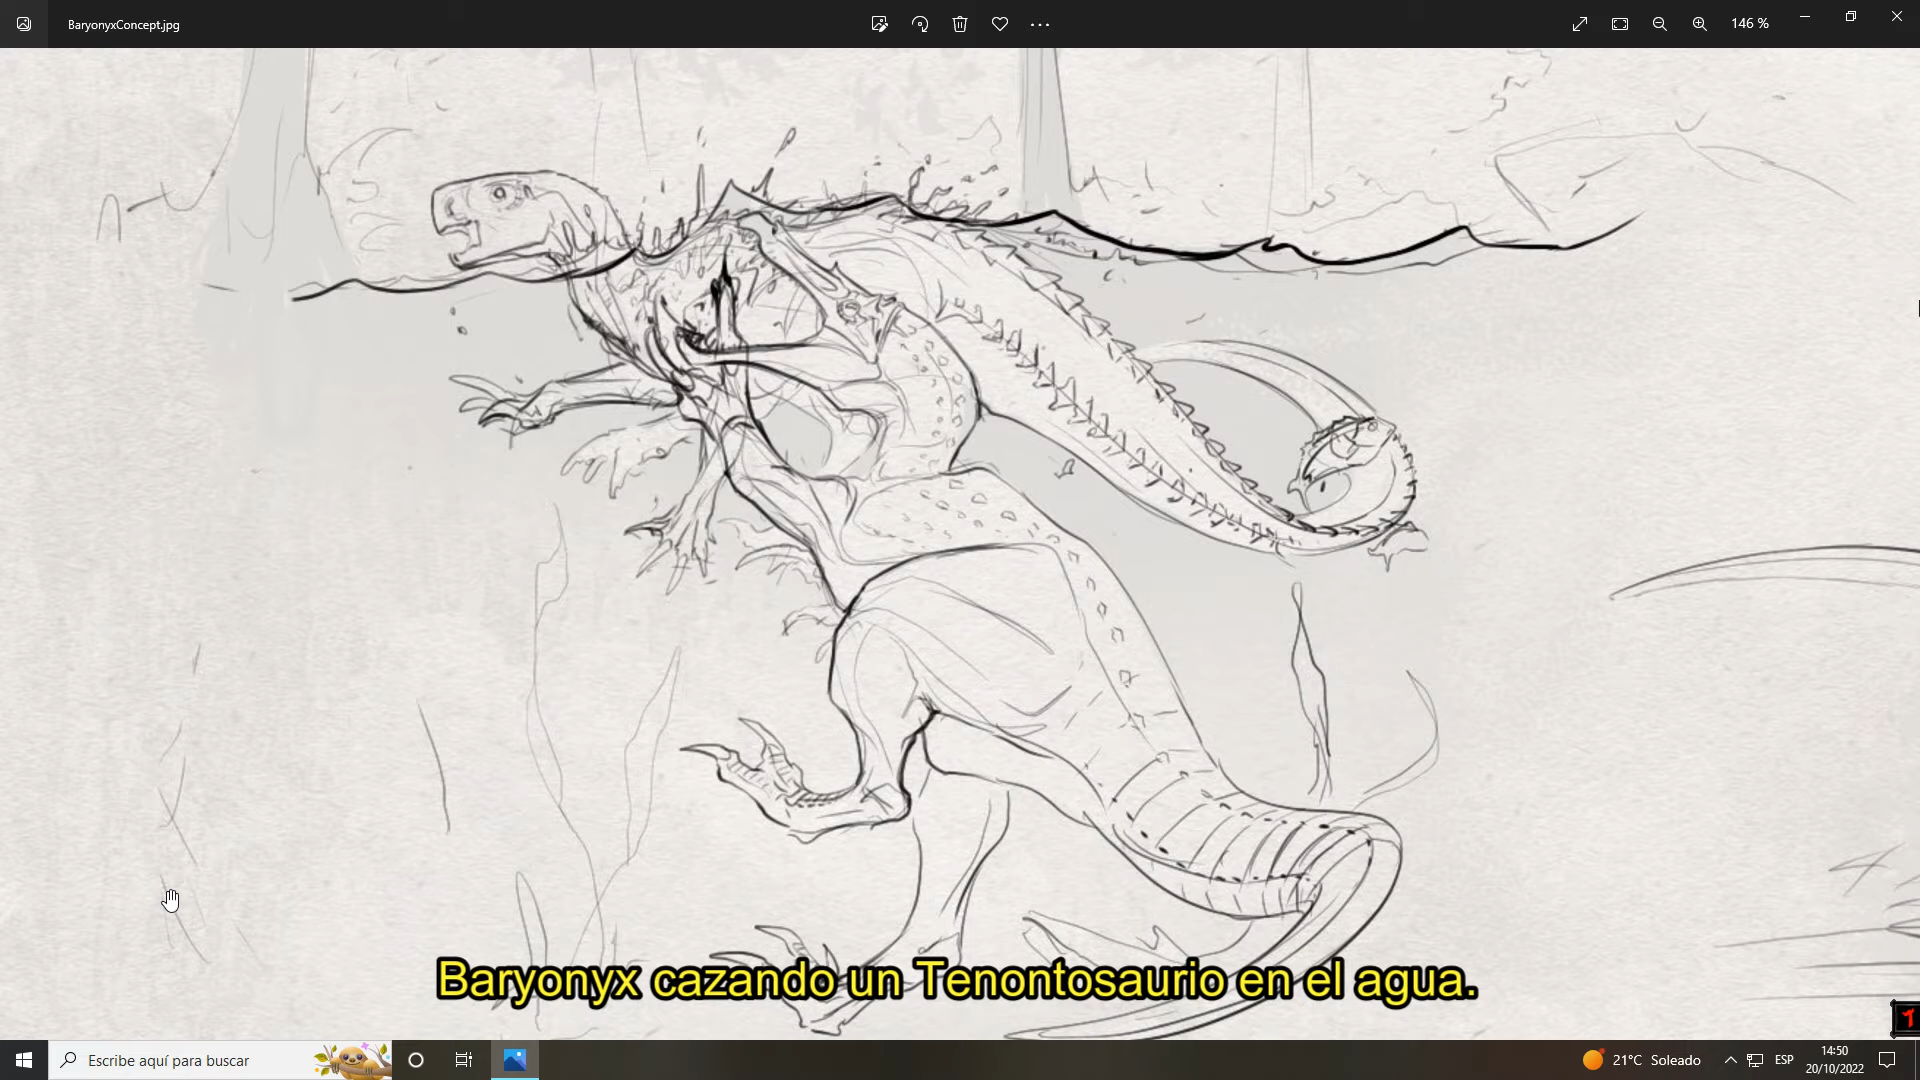 BaryonyxConcept.jpg
146 %
Baryonyx cazando un Tenontosaurio en el agua.
Escribe aquí para buscar
21°C Soleado
ESP
14:50
20/10/2022